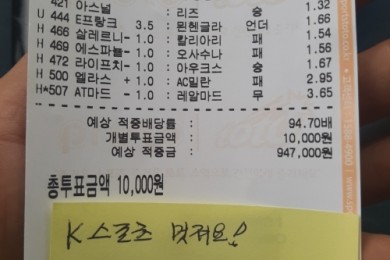 421 아스널 : 리즈 승 1.32
U 444 E프랑크 3.5 : 묀헨글라 언더 1.66
H 466 살레르니- 1.0 : 칼리아리 패
H 469 에스파뇰- 1.0 : 오사수나 패 1.54
H 472 라이프치- 1.0 : 아우크스 승 1.67
H 500 엘라스 + 1.0 : AC밀란 패 2.95
H*507 AT마드- 1.0 : 레알마드 무 3.65
예상 적중배당률 : 94.70배
개별투표금액 : 10,000원
예상 적중금 : 947,000원
총투표금액 10,000원
K 스포츠 멋져요!